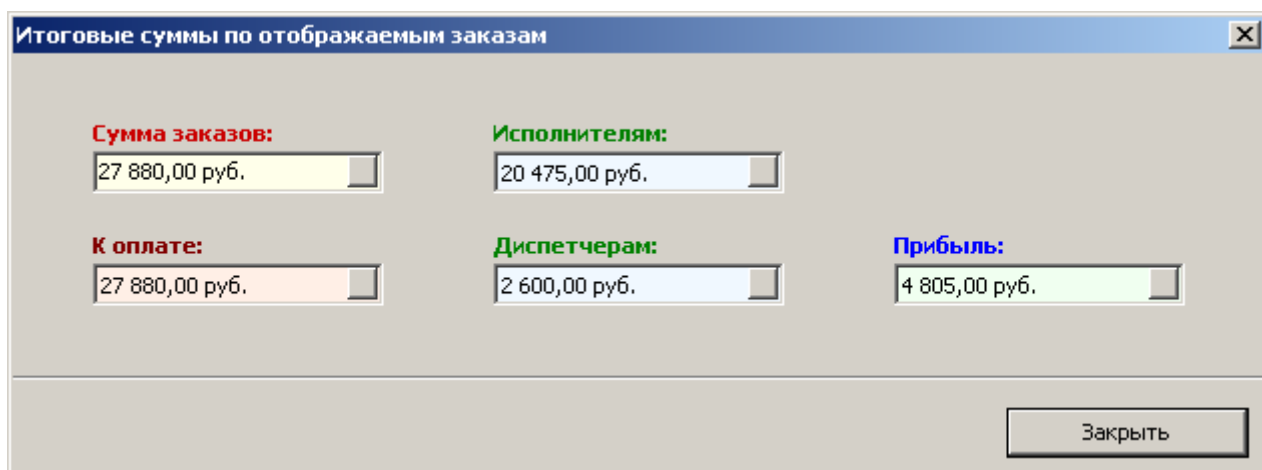 Итоговые суммы по отображаемым заказам
Сумма заказов: Исполнителям:
27 880,00 руб. 20 475,00 руб.
К оплате: Диспетчерам: Прибыль:
27 880,00 руб. 2 600,00 руб. 4 805,00 руб.
Закрыть